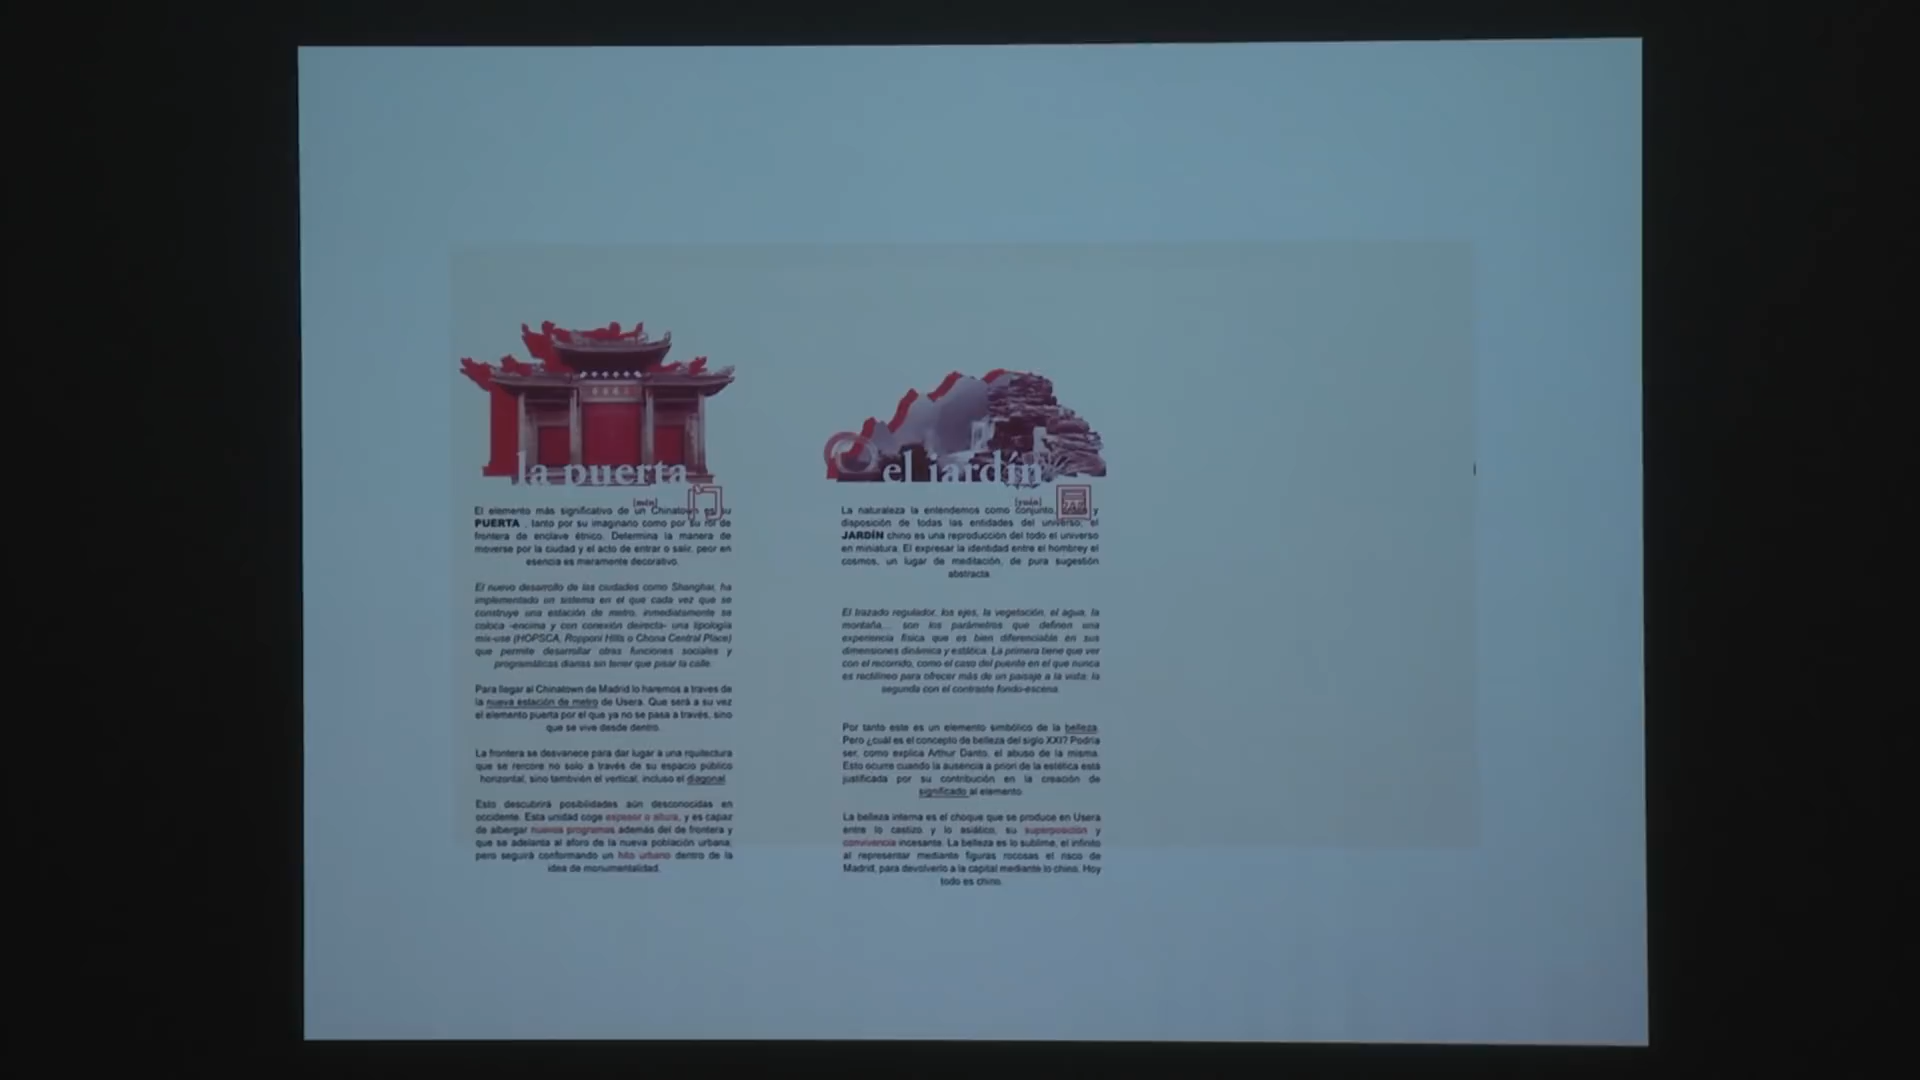 la puerta
[mén]
El elemento más significativo de un Chinatown es su
PUERTA , tanto por su imaginario como por su rol de
frontera de enclave étnico. Determina la manera de
moverse por la ciudad y el acto de entrar o salir, peor en
esencia es meramente decorativo.
El nuevo desarrollo de las ciudades como Shanghai, ha
implementado un sistema en el que cada vez que se
construye una estación de metro, inmediatamente se
coloca -encima y con conexión deirecta- una tipología
mix-use (HOPSCA, Ropponi Hills o Chona Central Place)
que permite desarrollar otras funciones sociales y
programáticas diarias sin tener que pisar la calle.
Para llegar al Chinatown de Madrid lo haremos a traves de
la nueva estación de metro de Usera. Que será a su vez
el elemento puerta por el que ya no se pasa a través, sino
que se vive desde dentro.
La frontera se desvanece para dar lugar a una rquitectura
que se rercore no solo a través de su espacio público
horizontal, sino tambvién el vertical, incluso el diagonal.
Esto descubrirá posibilidades aún desconocidas en
occidente. Esta unidad coge espesor o altura, y es capaz
de albergar nuevos programas además del de frontera y
que se adelanta al aforo de la nueva población urbana;
pero seguirá conformando un hito urbano dentro de la
idea de monumentalidad.
el jardín
[yuán]
La naturaleza la entendemos como conjunto, y
disposición de todas las entidades del universo; el
JARDÍN chino es una reproducción del todo el universo
en miniatura. El expresar la identidad entre el hombrey el
cosmos, un lugar de meditación, de pura sugestión
abstracta.
El trazado regulador, los ejes, la vegetación, el agua, la
montaña... son los parámetros que definen una
experiencia física que es bien diferenciable en sus
dimensiones dinámica y estática. La primera tiene que ver
con el recorrido, como el caso del puente en el que nunca
es rectilíneo para ofrecer más de un paisaje a la vista; la
segunda con el contraste fondo-escena.
Por tanto este es un elemento simbólico de la belleza.
Pero ¿cuál es el concepto de belleza del siglo XXI? Podría
ser, como explica Arthur Danto, el abuso de la misma.
Esto ocurre cuando la ausencia a priori de la estética está
justificada por su contribución en la creación de
significado al elemento.
La belleza interna es el choque que se produce en Usera
entre lo castizo y lo asiático, su superposición y
convivencia incesante. La belleza es lo sublime, el infinito
al representar mediante figuras rocosas el risco de
Madrid, para devolverlo a la capital mediante lo chino. Hoy
todo es chino.